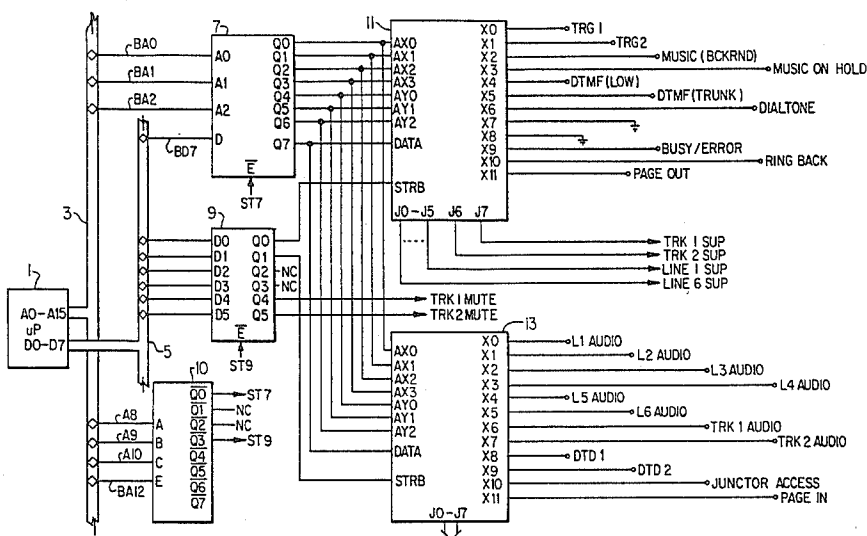 7
BA0
A0
Q0
BA1
A1
Q1
Q2
BA2
A2
Q3
Q4
Q5
Q6
D
Q7
BD7
E
ST7
11
AX0
AX1
AX2
AX3
AY0
AY1
AY2
DATA
STRB
X0
TRG 1
X1
TRG2
X2
MUSIC (BCKRND)
X3
MUSIC ON HOLD
X4
DTMF (LOW)
X5
DTMF(TRUNK)
X6
DIALTONE
X7
X8
X9
BUSY/ERROR
X10
RING BACK
X11
PAGE OUT
J0-J5
J6
J7
TRK 1 SUP
TRK 2 SUP
LINE 1 SUP
LINE 6 SUP
3
9
D0
Q0
D1
Q1
D2
Q2
NC
D3
Q3
NC
D4
Q4
TRK1 MUTE
D5
Q5
TRK2 MUTE
E
ST9
1
A0-A15
uP
D0-D7
5
10
A8
A
A9
B
A10
C
BA12
E
Q0
ST7
Q1
NC
Q2
NC
Q3
ST9
Q4
Q5
Q6
Q7
13
AX0
AX1
AX2
AX3
AY0
AY1
AY2
DATA
STRB
X0
L1 AUDIO
X1
L2 AUDIO
X2
L3 AUDIO
X3
L4 AUDIO
X4
L5 AUDIO
X5
L6 AUDIO
X6
TRK 1 AUDIO
X7
TRK 2 AUDIO
X8
DTD 1
X9
DTD 2
X10
JUNCTOR ACCESS
X11
PAGE IN
J0-J7